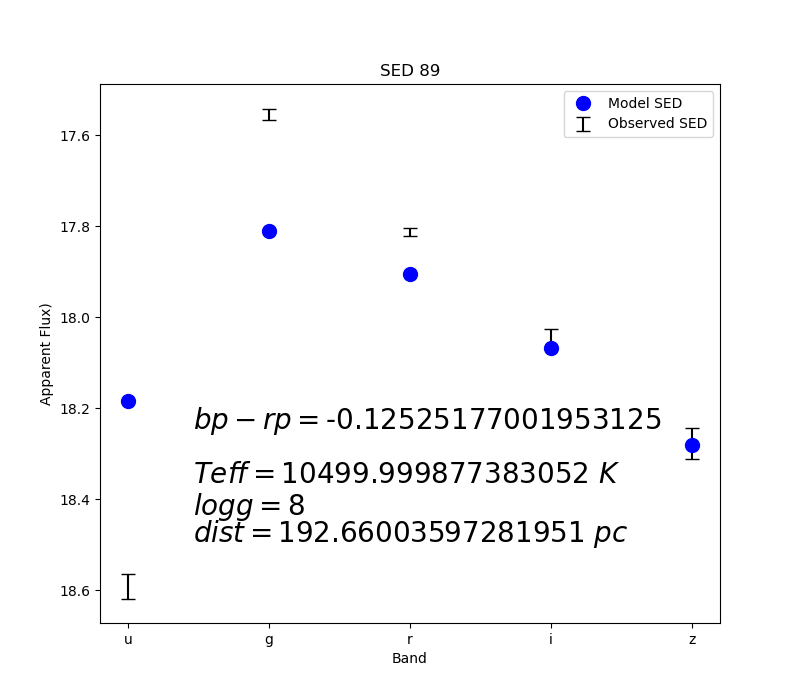 SED 89
Model SED
Observed SED
17.6
17.8
18.0
18.2
18.4
18.6
Apparent Flux)
bp − rp = -0.12525177001953125
Teff = 10499.999877383052 K
logg = 8
dist = 192.66003597281951 pc
u g r i z
Band